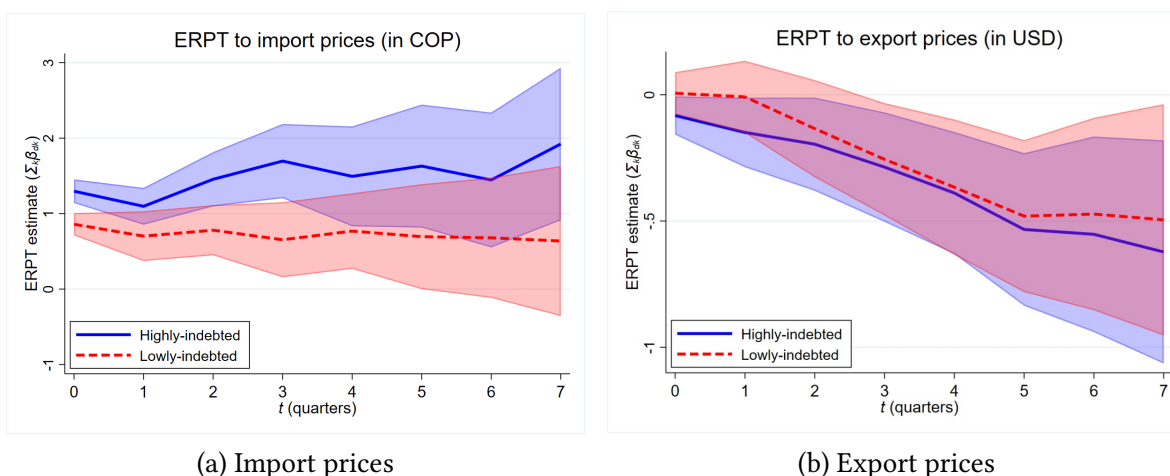 ERPT to import prices (in COP)
ERPT estimate (Σₖβ_dk)
3
2
1
0
-1
Highly-indebted
Lowly-indebted
0 1 2 3 4 5 6 7
t (quarters)
(a) Import prices
ERPT to export prices (in USD)
ERPT estimate (Σₖβ_dk)
0
-.5
-1
Highly-indebted
Lowly-indebted
0 1 2 3 4 5 6 7
t (quarters)
(b) Export prices